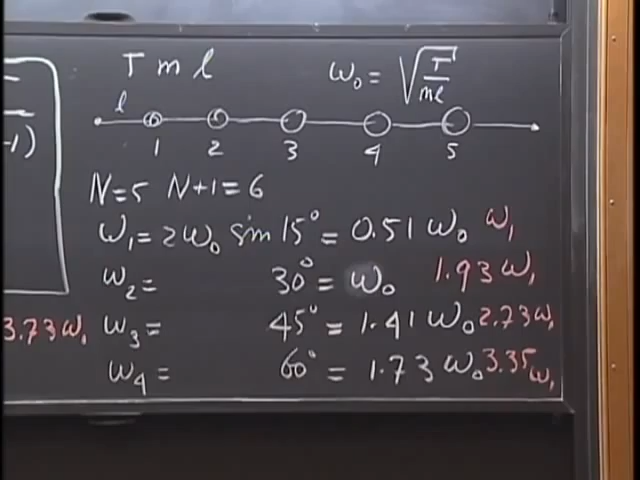 T m l
ω₀ = √(T/ml)
l
1 2 3 4 5
-1)
N=5 N+1=6
ω₁ = 2ω₀ sin 15° = 0.51 ω₀ ω₁
ω₂ = 30° = ω₀ 1.93 ω₁
3.73 ω₁ ω₃ = 45° = 1.41 ω₀ 2.73 ω₁
ω₄ = 60° = 1.73 ω₀ 3.35 ω₁